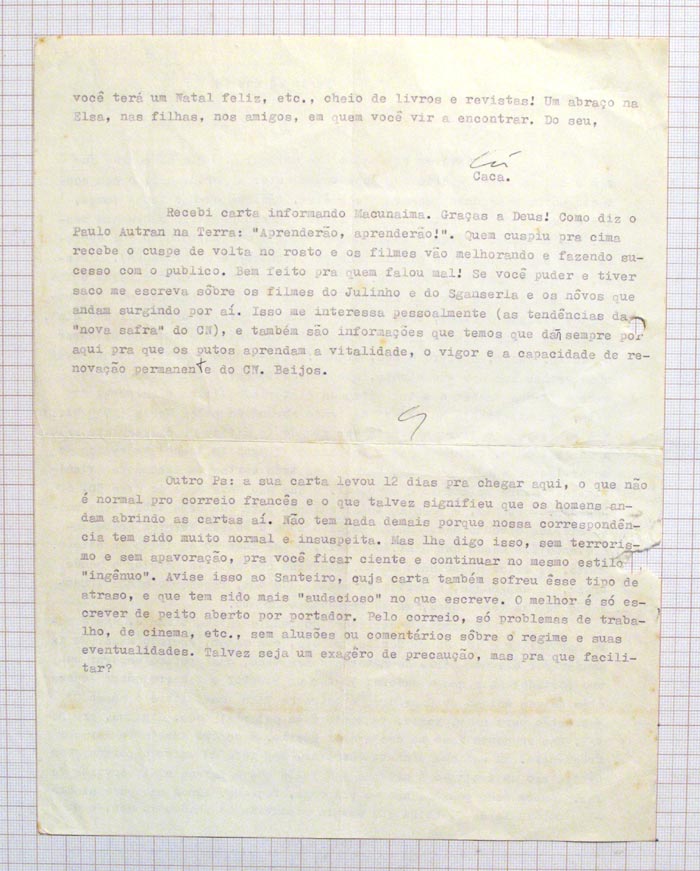 você terá um Natal feliz, etc., cheio de livros e revistas! Um abraço na
Elsa, nas filhas, nos amigos, em quem você vir a encontrar. Do seu,
Caca.
Recebi carta informando Macunaima. Graças a Deus! Como diz o
Paulo Autran na Terra: "Aprenderão, aprenderão!". Quem cuspiu pra cima
recebe o cuspe de volta no rosto e os filmes vão melhorando e fazendo su-
cesso com o publico. Bem feito pra quem falou mal! Se você puder e tiver
saco me escreva sôbre os filmes do Julinho e do Sganserla e os nôvos que
andam surgindo por aí. Isso me interessa pessoalmente (as tendências da
"nova safra" do CN), e também são informações que temos que dar sempre por
aqui pra que os putos aprendam a vitalidade, o vigor e a capacidade de re-
novação permanente do CN. Beijos.
Outro Ps: a sua carta levou 12 dias pra chegar aqui, o que não
é normal pro correio francês e o que talvez signifieu que os homens an-
dam abrindo as cartas aí. Não tem nada demais porque nossa correspondên-
cia tem sido muito normal e insuspeita. Mas lhe digo isso, sem terroris-
mo e sem apavoração, pra você ficar ciente e continuar no mesmo estilo
"ingênuo". Avise isso ao Santeiro, cuja carta também sofreu êsse tipo de
atraso, e que tem sido mais "audacioso" no que escreve. O melhor é só es-
crever de peito aberto por portador. Pelo correio, só problemas de traba-
lho, de cinema, etc., sem alusões ou comentários sôbre o regime e suas
eventualidades. Talvez seja um exagêro de precaução, mas pra que facili-
tar?